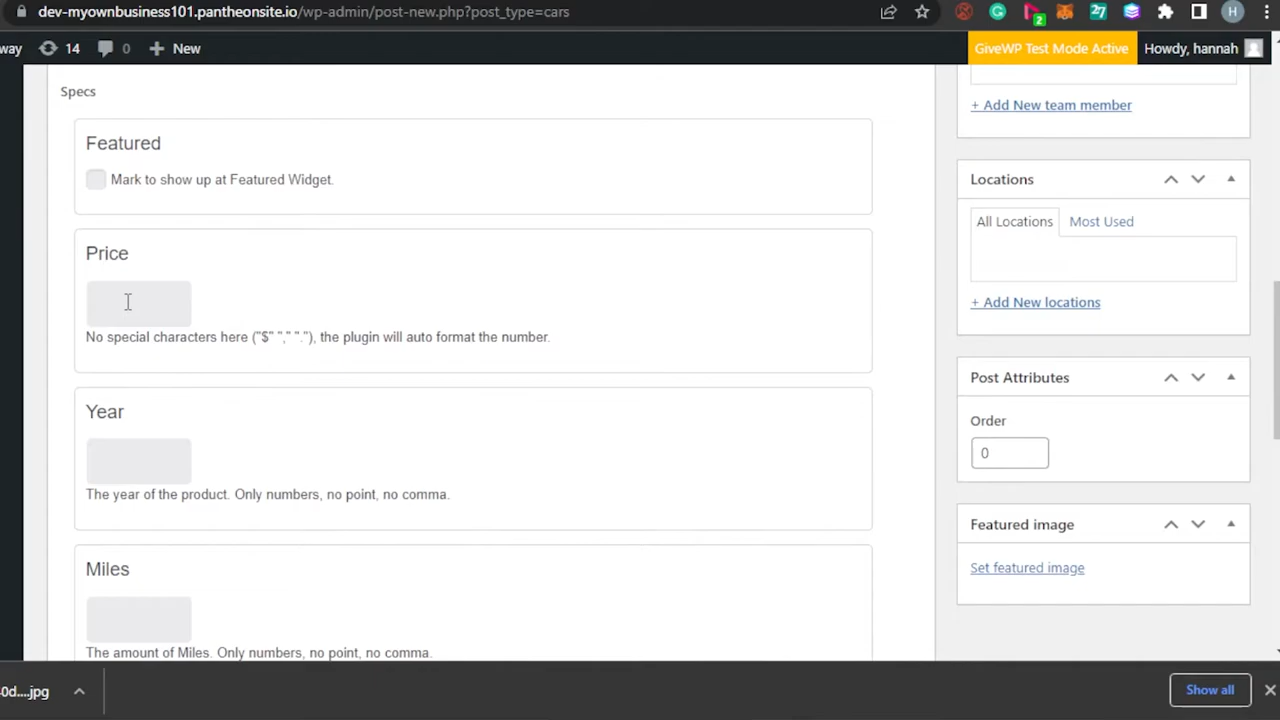 dev-myownbusiness101.pantheonsite.io/wp-admin/post-new.php?post_type=cars
2
27
H
way
14
0
New
GiveWP Test Mode Active
Howdy, hannah
Specs
+ Add New team member
Featured
Mark to show up at Featured Widget.
Locations
All Locations
Most Used
Price
No special characters here ("$" "," "."), the plugin will auto format the number.
+ Add New locations
Post Attributes
Year
Order
0
The year of the product. Only numbers, no point, no comma.
Featured image
Miles
Set featured image
The amount of Miles. Only numbers, no point, no comma.
0d....jpg
Show all